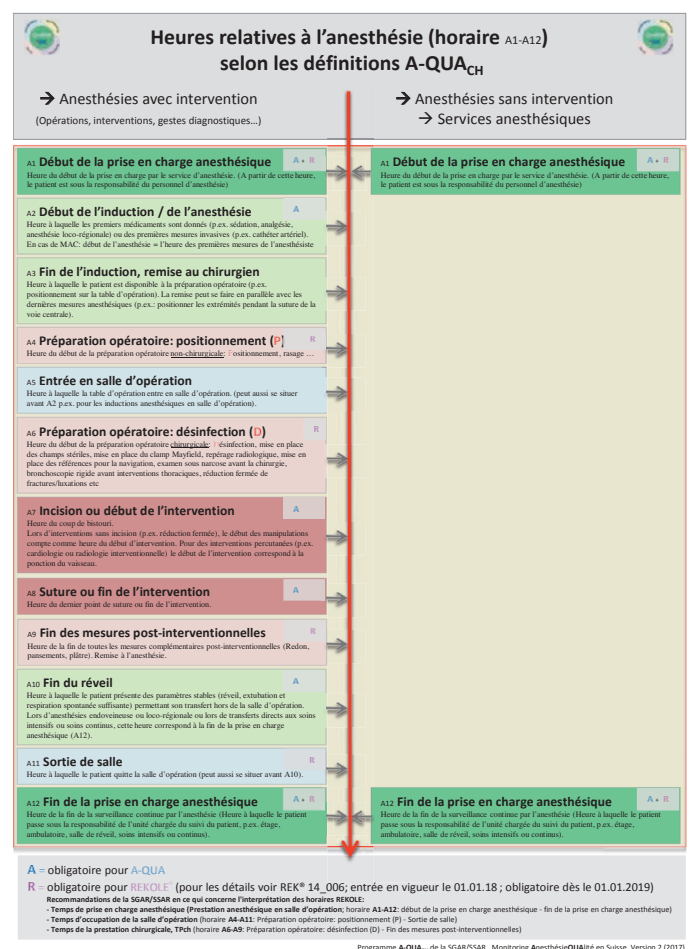 Heures relatives à l'anesthésie (horaire A1-A12)
selon les définitions A-QUACH
→ Anesthésies avec intervention
(Opérations, interventions, gestes diagnostiques…)
→ Anesthésies sans intervention
→ Services anesthésiques
A1 Début de la prise en charge anesthésique A • R
Heure du début de la prise en charge par le service d'anesthésie. (A partir de cette heure,
le patient est sous la responsabilité du personnel d'anesthésie)
A1 Début de la prise en charge anesthésique A • R
Heure du début de la prise en charge par le service d'anesthésie. (A partir de cette heure,
le patient est sous la responsabilité du personnel d'anesthésie)
A2 Début de l'induction / de l'anesthésie A
Heure à laquelle les premiers médicaments sont donnés (p.ex. sédation, analgésie,
anesthésie loco-régionale) ou des premières mesures invasives (p.ex. cathéter artériel).
En cas de MAC: début de l'anesthésie = l'heure des premières mesures de l'anesthésiste
A3 Fin de l'induction, remise au chirurgien
Heure à laquelle le patient est disponible à la préparation opératoire (p.ex.
positionnement sur la table d'opération). La remise peut se faire en parallèle avec les
dernières mesures anesthésiques (p.ex.: positionner les extrémités pendant la suture de la
voie centrale).
A4 Préparation opératoire: positionnement (P) R
Heure du début de la préparation opératoire non-chirurgicale: Positionnement, rasage …
A5 Entrée en salle d'opération
Heure à laquelle la table d'opération entre en salle d'opération. (peut aussi se situer
avant A2 p.ex. pour les inductions anesthésiques en salle d'opération).
A6 Préparation opératoire: désinfection (D) R
Heure du début de la préparation opératoire chirurgicale: Désinfection, mise en place
des champs stériles, mise en place du clamp Mayfield, repérage radiologique, mise en
place des références pour la navigation, examen sous narcose avant la chirurgie,
bronchoscopie rigide avant interventions thoraciques, réduction fermée de
fractures/luxations etc
A7 Incision ou début de l'intervention A
Heure du coup de bistouri.
Lors d'interventions sans incision (p.ex. réduction fermée), le début des manipulations
compte comme heure du début d'intervention. Pour des interventions percutanées (p.ex.
cardiologie ou radiologie interventionnelle) le début de l'intervention correspond à la
ponction du vaisseau.
A8 Suture ou fin de l'intervention A
Heure du dernier point de suture ou fin de l'intervention.
A9 Fin des mesures post-interventionnelles R
Heure de la fin de toutes les mesures complémentaires post-interventionnelles (Redon,
pansements, plâtre). Remise à l'anesthésie.
A10 Fin du réveil A
Heure à laquelle le patient présente des paramètres stables (réveil, extubation et
respiration spontanée suffisante) permettant son transfert hors de la salle d'opération.
Lors d'anesthésies endoveineuse ou loco-régionale ou lors de transferts directs aux soins
intensifs ou soins continus, cette heure correspond à la fin de la prise en charge
anesthésique (A12).
A11 Sortie de salle R
Heure à laquelle le patient quitte la salle d'opération (peut aussi se situer avant A10).
A12 Fin de la prise en charge anesthésique A • R
Heure de la fin de la surveillance continue par l'anesthésie (Heure à laquelle le patient
passe sous la responsabilité de l'unité chargée du suivi du patient, p.ex. étage,
ambulatoire, salle de réveil, soins intensifs ou continus).
A12 Fin de la prise en charge anesthésique A • R
Heure de la fin de la surveillance continue par l'anesthésie (Heure à laquelle le patient
passe sous la responsabilité de l'unité chargée du suivi du patient, p.ex. étage,
ambulatoire, salle de réveil, soins intensifs ou continus).
A = obligatoire pour A-QUA
R = obligatoire pour REKOLE® (pour les détails voir REK® 14_006; entrée en vigueur le 01.01.18 ; obligatoire dès le 01.01.2019)
Recommandations de la SGAR/SSAR en ce qui concerne l'interprétation des horaires REKOLE:
- Temps de prise en charge anesthésique (Prestation anesthésique en salle d'opération; horaire A1-A12: début de la prise en charge anesthésique - fin de la prise en charge anesthésique)
- Temps d'occupation de la salle d'opération (horaire A4-A11: Préparation opératoire: positionnement (P) - Sortie de salle)
- Temps de la prestation chirurgicale, TPch (horaire A6-A9: Préparation opératoire: désinfection (D) - Fin des mesures post-interventionnelles)
Programme A-QUACH de la SGAR/SSAR Monitoring AnesthésieQUAlité en Suisse Version 2 (2017)